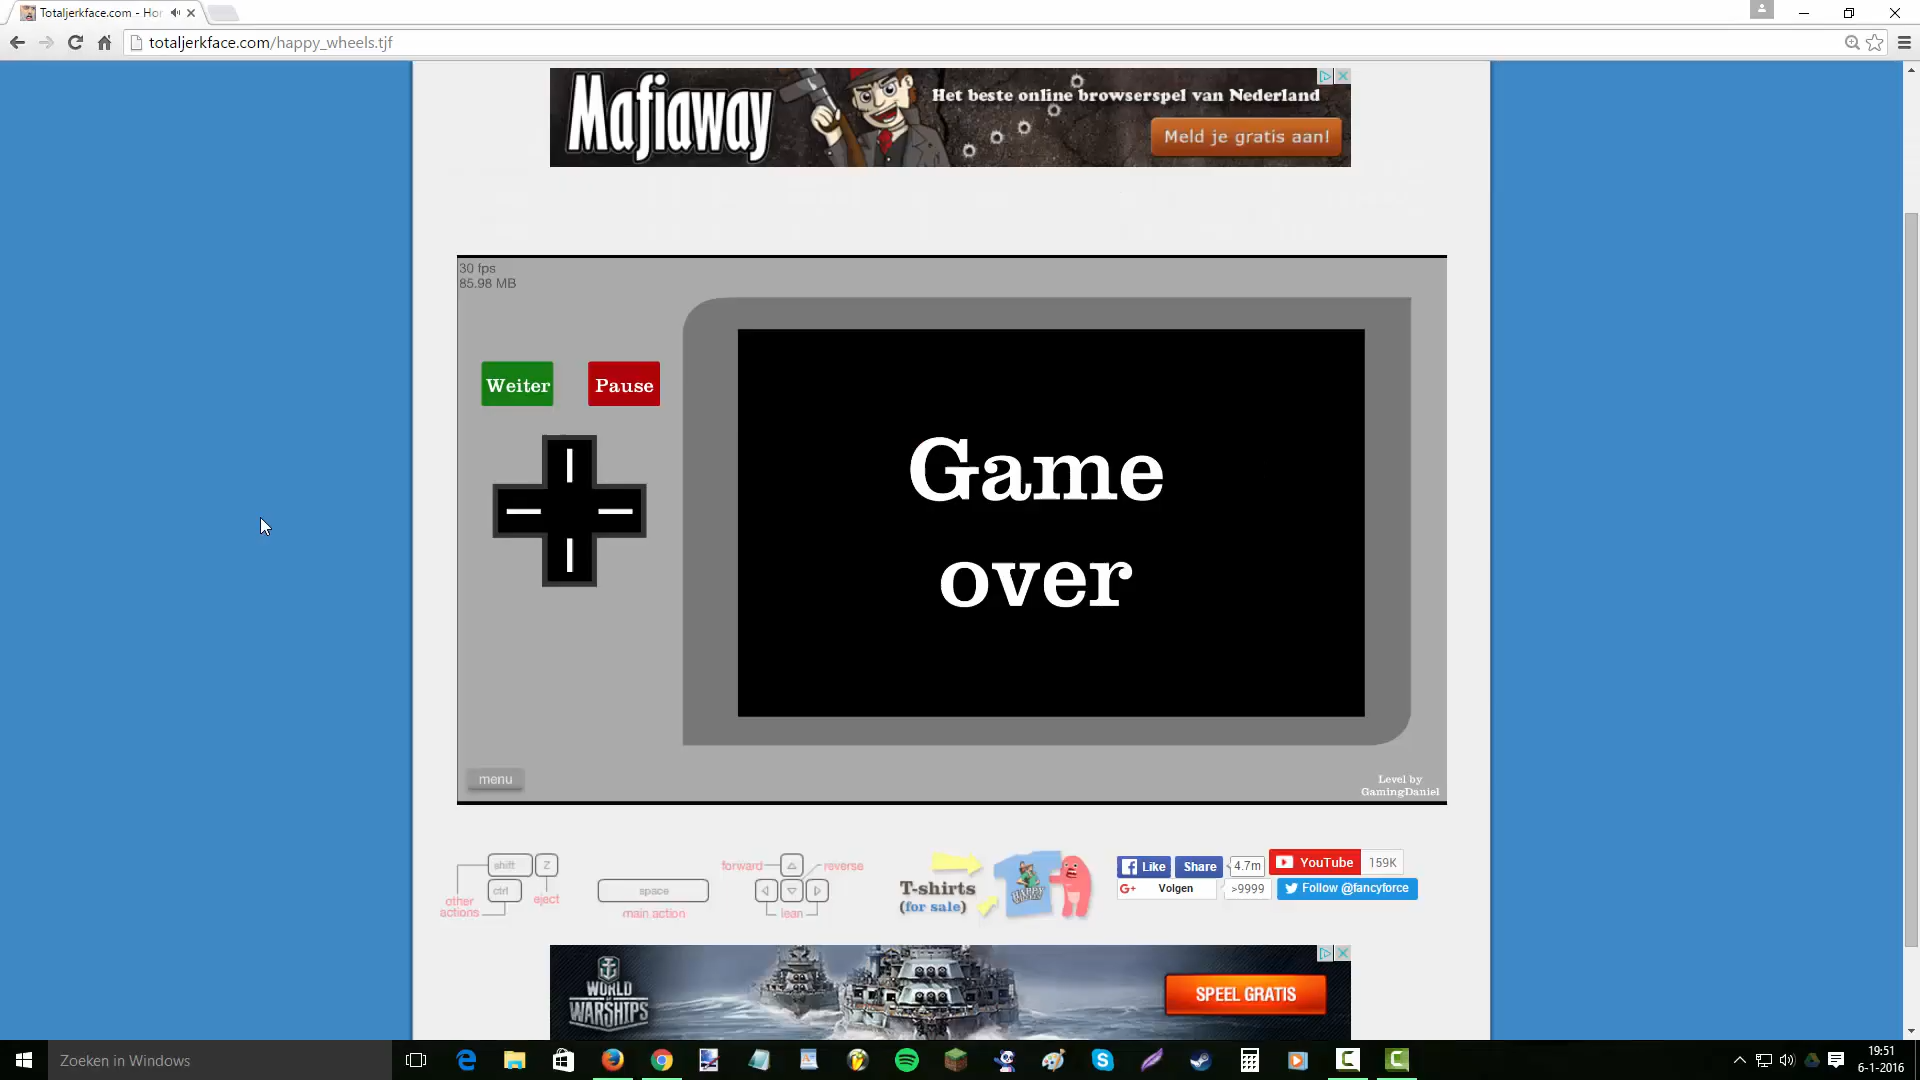 Totaljerkface.com - Hor
totaljerkface.com/happy_wheels.tjf
Mafiaway
Het beste online browserspel van Nederland
Meld je gratis aan!
30 fps
85.98 MB
Weiter
Pause
Game
over
menu
Level by
GamingDaniel
shift
Z
ctrl
other
actions
eject
space
main action
forward
reverse
lean
T-shirts
(for sale)
HAPPY
WHEELS
Like
Share
4.7m
YouTube
159K
G+
Volgen
>9999
Follow @fancyforce
WORLD
OF
WARSHIPS
SPEEL GRATIS
Zoeken in Windows
19:51
6-1-2016